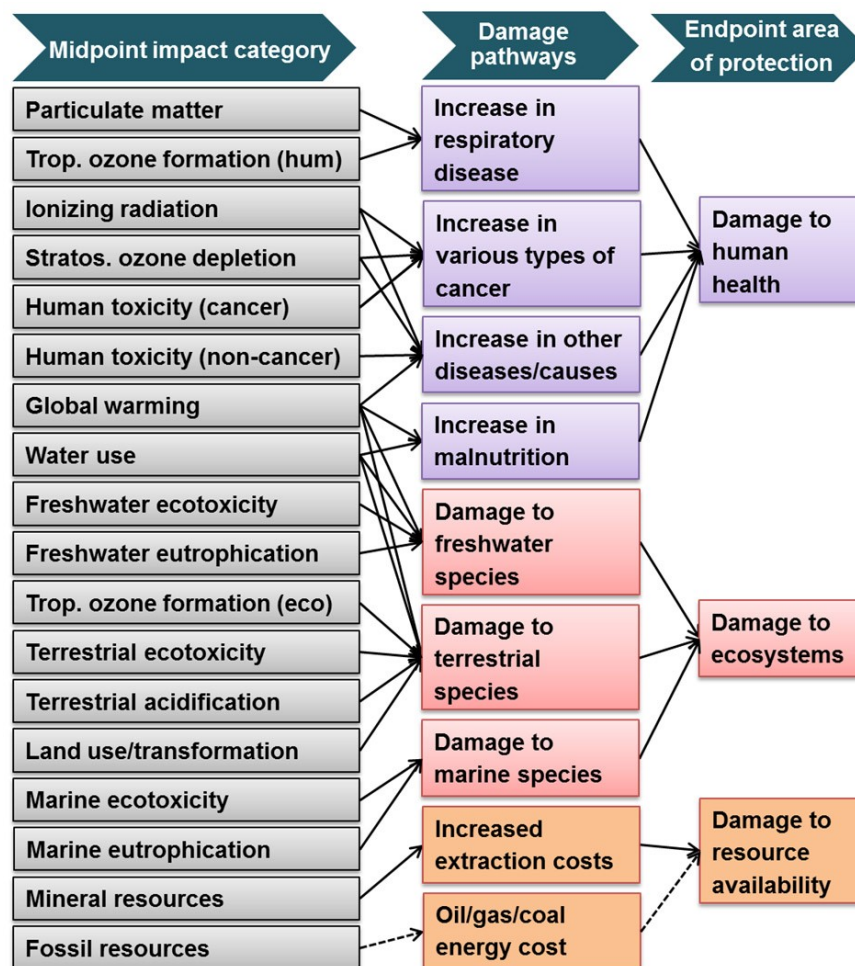 Midpoint impact category
Damage
pathways
Endpoint area
of protection
Particulate matter
Trop. ozone formation (hum)
Ionizing radiation
Stratos. ozone depletion
Human toxicity (cancer)
Human toxicity (non-cancer)
Global warming
Water use
Freshwater ecotoxicity
Freshwater eutrophication
Trop. ozone formation (eco)
Terrestrial ecotoxicity
Terrestrial acidification
Land use/transformation
Marine ecotoxicity
Marine eutrophication
Mineral resources
Fossil resources
Increase in
respiratory
disease
Increase in
various types of
cancer
Increase in other
diseases/causes
Increase in
malnutrition
Damage to
freshwater
species
Damage to
terrestrial
species
Damage to
marine species
Increased
extraction costs
Oil/gas/coal
energy cost
Damage to
human
health
Damage to
ecosystems
Damage to
resource
availability